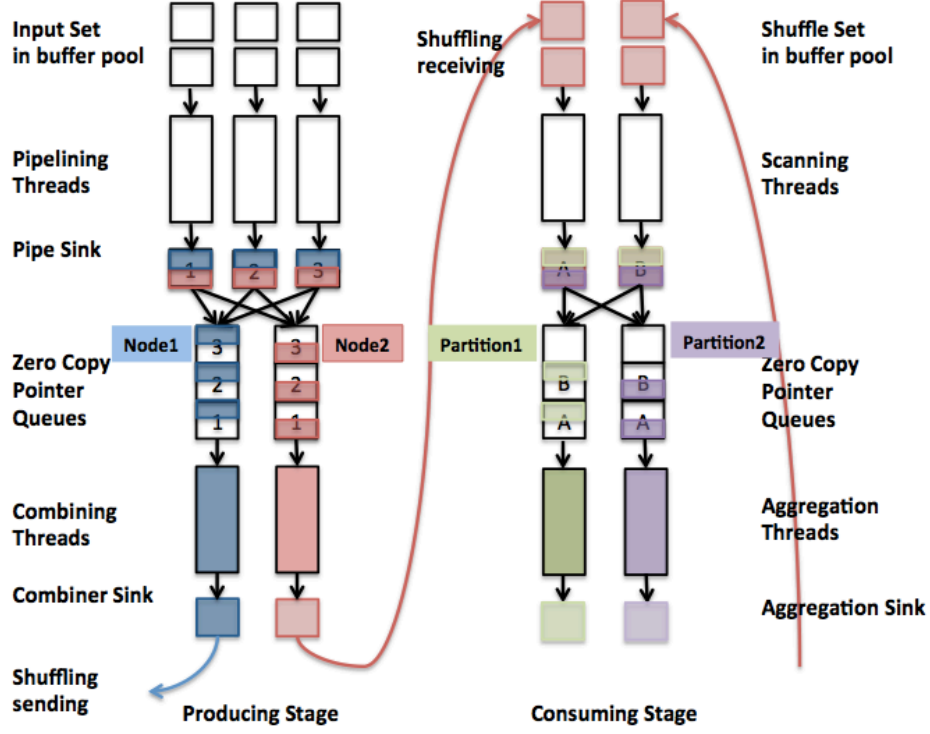 Input Set
in buffer pool
Shuffling
receiving
Shuffle Set
in buffer pool
Pipelining
Threads
Scanning
Threads
Pipe Sink
1
2
3
A
B
Node1
3
3
Node2
Partition1
Partition2
Zero Copy
Pointer
Queues
2
2
1
1
B
B
A
A
Zero Copy
Pointer
Queues
Combining
Threads
Aggregation
Threads
Combiner Sink
Aggregation Sink
Shuffling
sending
Producing Stage
Consuming Stage